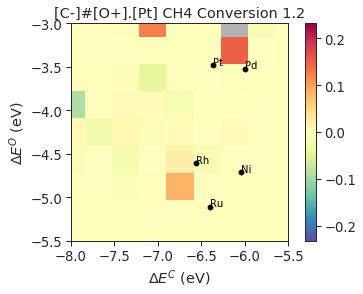 [C-]#[O+].[Pt] CH4 Conversion 1.2
−3.0
−3.5
−4.0
−4.5
−5.0
−5.5
ΔE^O (eV)
Pt
Pd
Rh
Ni
Ru
−8.0 −7.5 −7.0 −6.5 −6.0 −5.5
ΔE^C (eV)
0.2
0.1
0.0
−0.1
−0.2